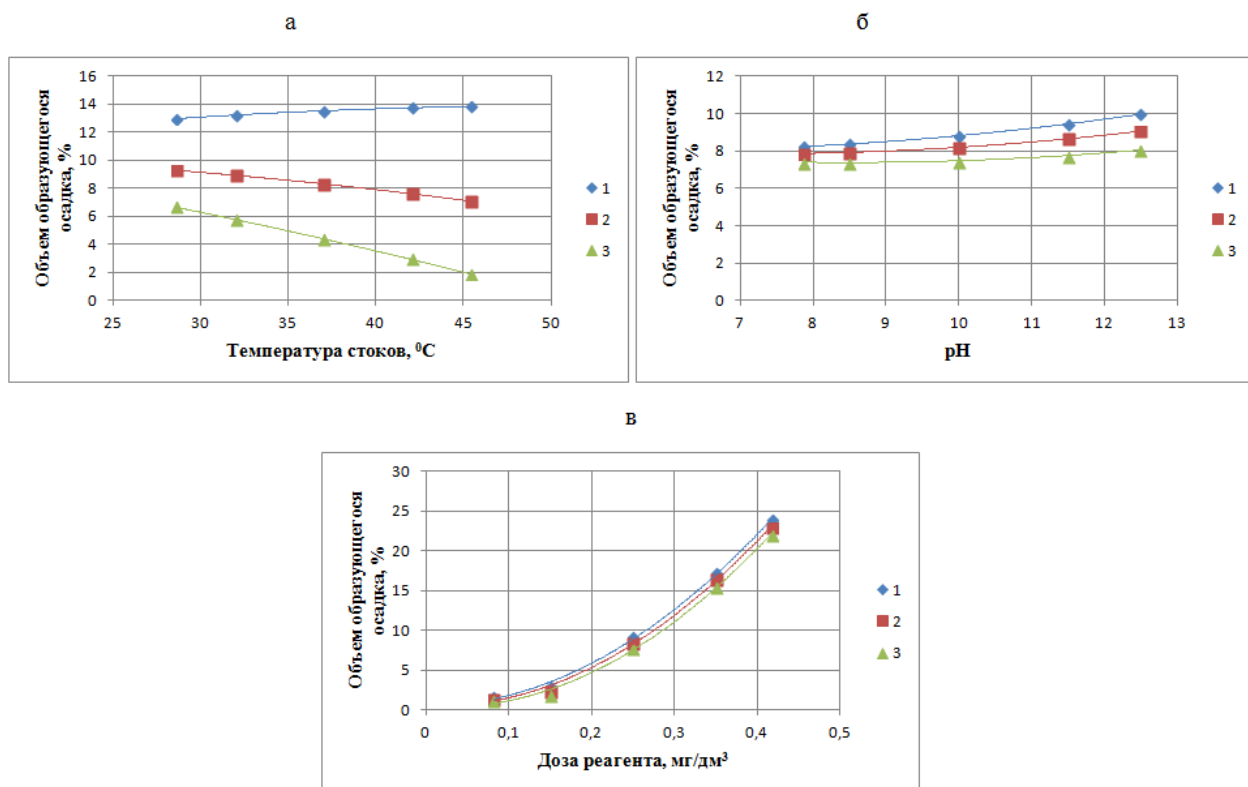 а
б
Объем образующегося
осадка, %
16
14
12
10
8
6
4
2
0
25 30 35 40 45 50
Температура стоков, ⁰С
1
2
3
Объем образующегося
осадка, %
12
10
8
6
4
2
0
7 8 9 10 11 12 13
pH
1
2
3
в
Объем образующегося
осадка, %
30
25
20
15
10
5
0
0 0,1 0,2 0,3 0,4 0,5
Доза реагента, мг/дм³
1
2
3